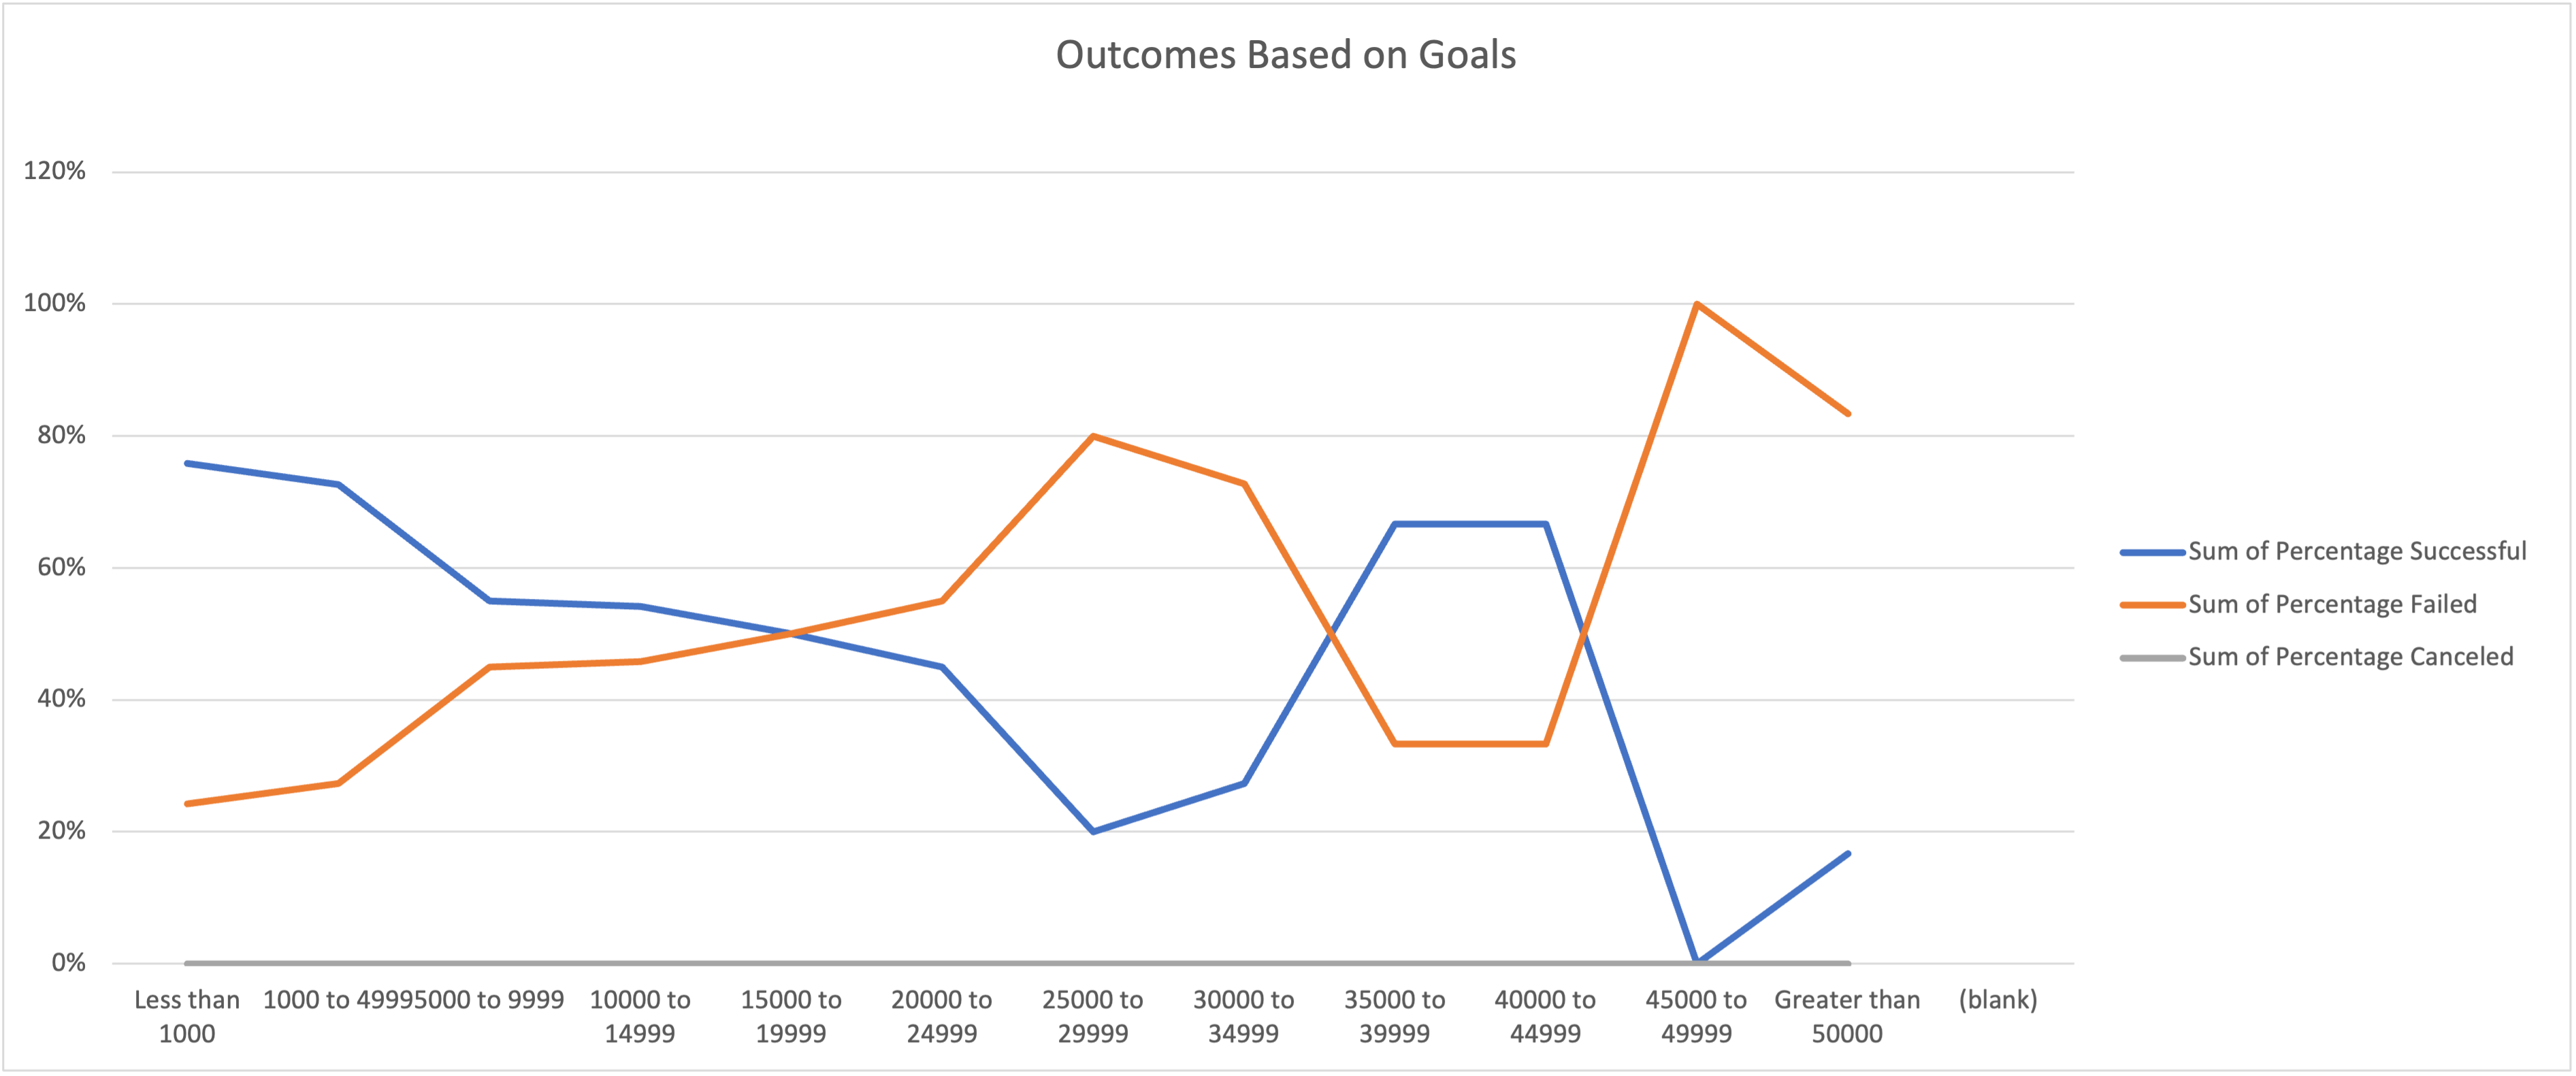 Outcomes Based on Goals
120%
100%
80%
60%
40%
20%
0%
Less than
1000
1000 to 4999
5000 to 9999
10000 to
14999
15000 to
19999
20000 to
24999
25000 to
29999
30000 to
34999
35000 to
39999
40000 to
44999
45000 to
49999
Greater than
50000
(blank)
Sum of Percentage Successful
Sum of Percentage Failed
Sum of Percentage Canceled